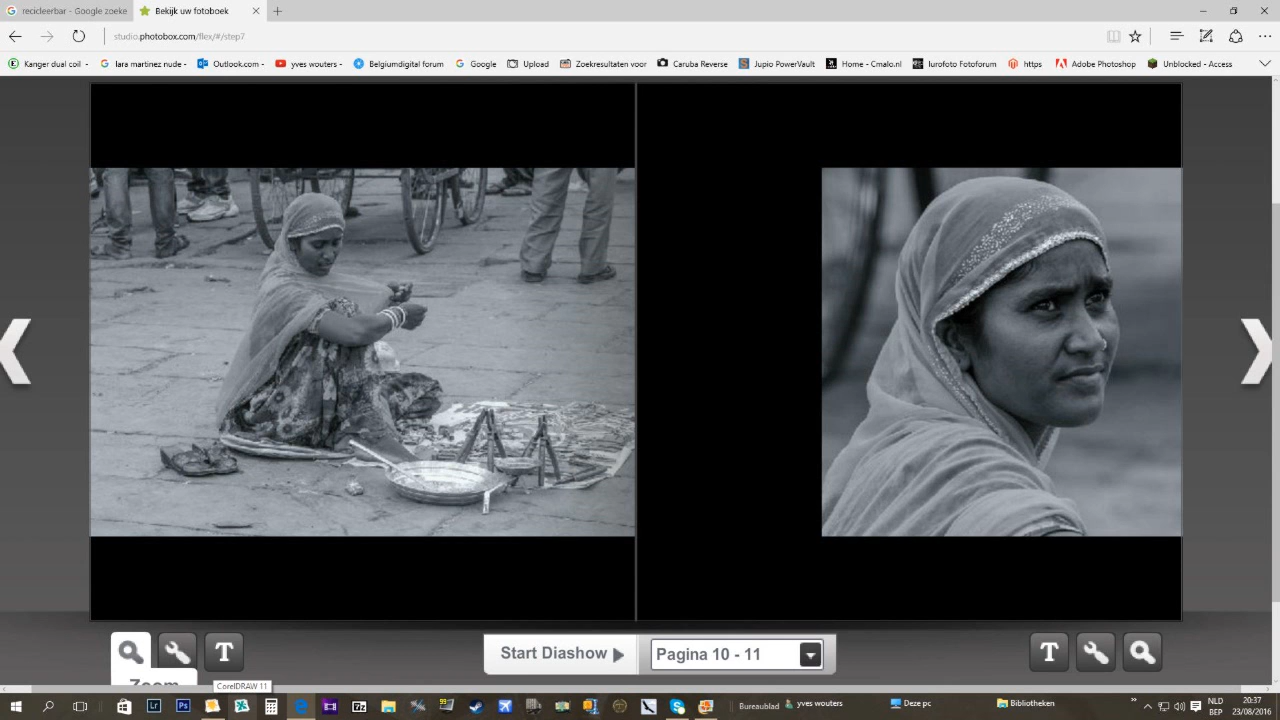 recicleerbar - Google zoeke
Bekijk uw fotoboek
studio.photobox.com/flex/#/step7
Kanger dual coil -
lara martinez nude -
Outlook.com -
yves wouters -
Belgiumdigital forum
Google
Upload
Zoekresultaten voor
Caruba Reverse
Jupio PowerVault
Home - Cmalo.nl
Iurofoto Fotoforum
https
Adobe Photoshop
Unblocked - Access
Start Diashow
Pagina 10 - 11
T
T
Zoom
CorelDRAW 11
Bureaublad
yves wouters
Deze pc
Bibliotheken
NLD
BEP
20:37
23/08/2016